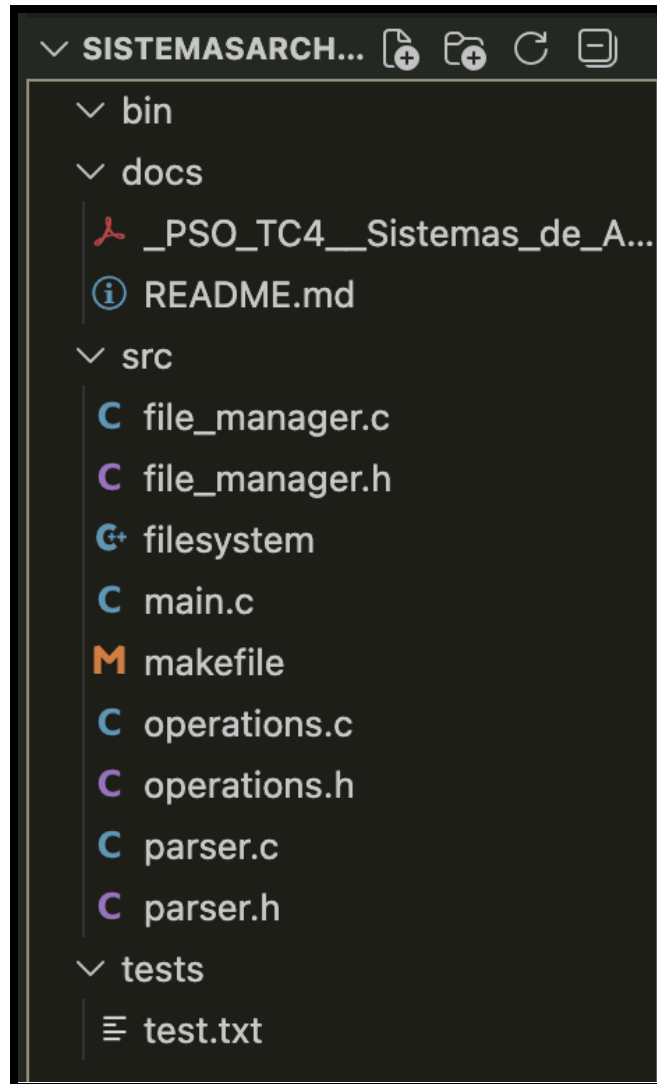 SISTEMASARCH...
bin
docs
_PSO_TC4__Sistemas_de_A...
README.md
src
C file_manager.c
C file_manager.h
C++ filesystem
C main.c
M makefile
C operations.c
C operations.h
C parser.c
C parser.h
tests
test.txt